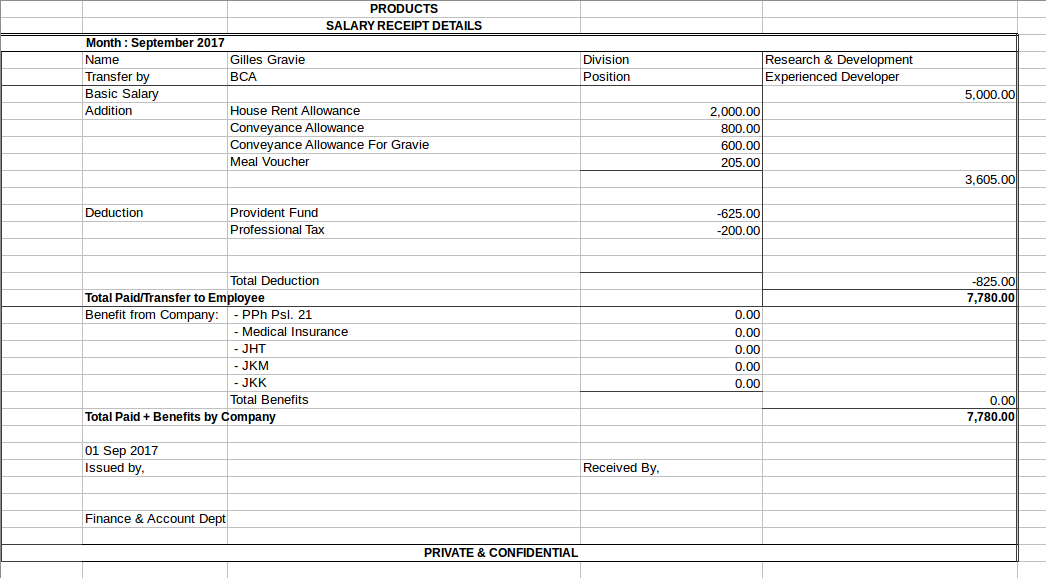 PRODUCTS
SALARY RECEIPT DETAILS
Month : September 2017
Name Gilles Gravie Division Research & Development
Transfer by BCA Position Experienced Developer
Basic Salary 5,000.00
Addition House Rent Allowance 2,000.00
Conveyance Allowance 800.00
Conveyance Allowance For Gravie 600.00
Meal Voucher 205.00
3,605.00
Deduction Provident Fund -625.00
Professional Tax -200.00
Total Deduction -825.00
Total Paid/Transfer to Employee 7,780.00
Benefit from Company: - PPh Psl. 21 0.00
- Medical Insurance 0.00
- JHT 0.00
- JKM 0.00
- JKK 0.00
Total Benefits 0.00
Total Paid + Benefits by Company 7,780.00
01 Sep 2017
Issued by, Received By,
Finance & Account Dept
PRIVATE & CONFIDENTIAL